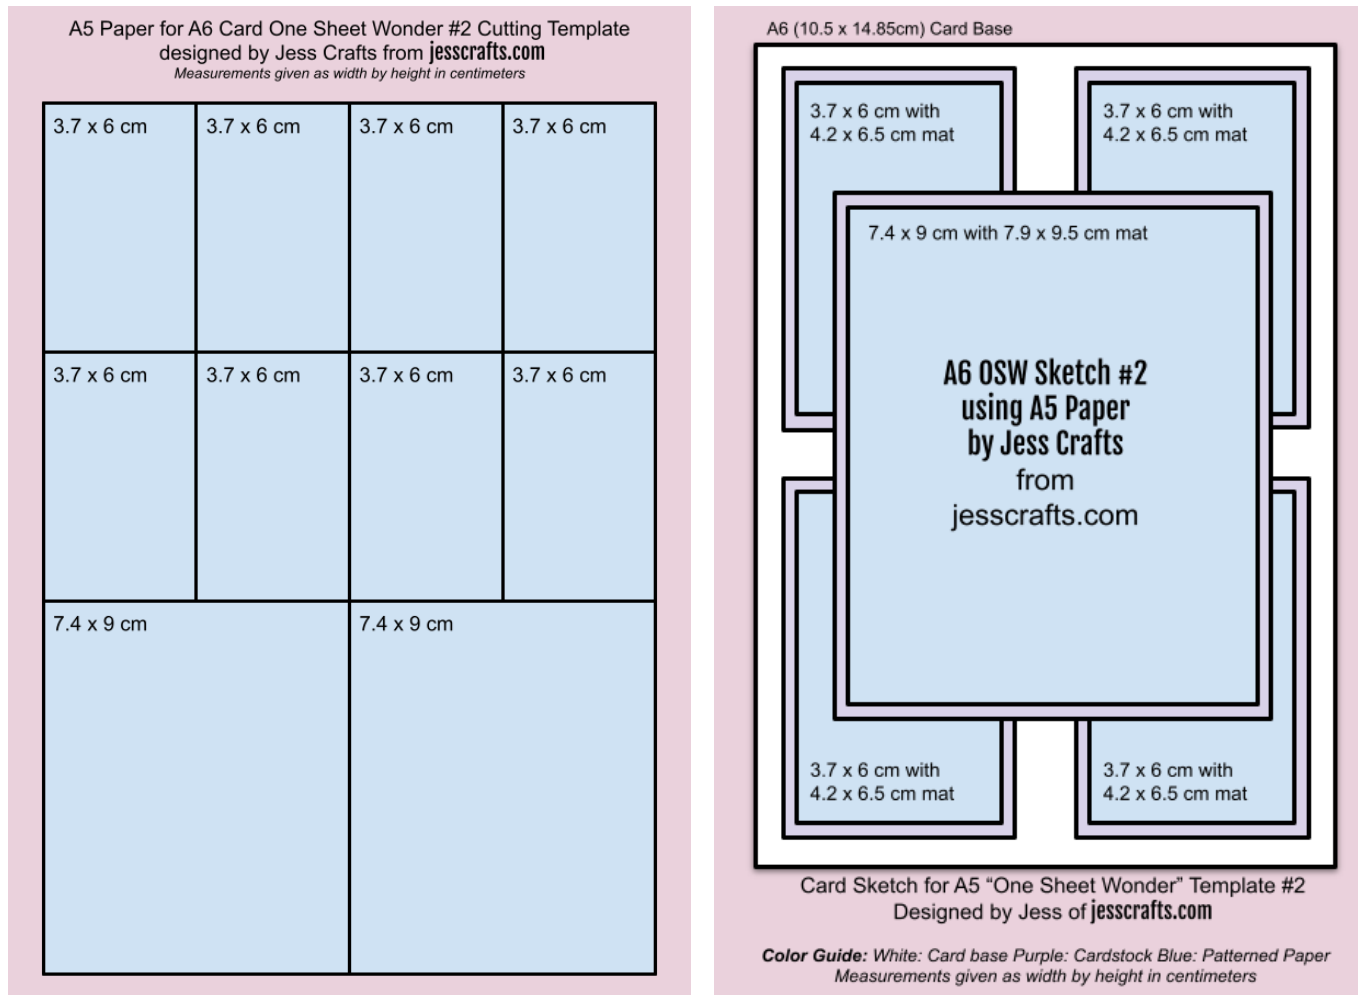 A5 Paper for A6 Card One Sheet Wonder #2 Cutting Template
designed by Jess Crafts from jesscrafts.com
Measurements given as width by height in centimeters
3.7 x 6 cm
3.7 x 6 cm
3.7 x 6 cm
3.7 x 6 cm
3.7 x 6 cm
3.7 x 6 cm
3.7 x 6 cm
3.7 x 6 cm
7.4 x 9 cm
7.4 x 9 cm
A6 (10.5 x 14.85cm) Card Base
3.7 x 6 cm with
4.2 x 6.5 cm mat
3.7 x 6 cm with
4.2 x 6.5 cm mat
7.4 x 9 cm with 7.9 x 9.5 cm mat
A6 OSW Sketch #2
using A5 Paper
by Jess Crafts
from
jesscrafts.com
3.7 x 6 cm with
4.2 x 6.5 cm mat
3.7 x 6 cm with
4.2 x 6.5 cm mat
Card Sketch for A5 “One Sheet Wonder” Template #2
Designed by Jess of jesscrafts.com
Color Guide: White: Card base Purple: Cardstock Blue: Patterned Paper
Measurements given as width by height in centimeters